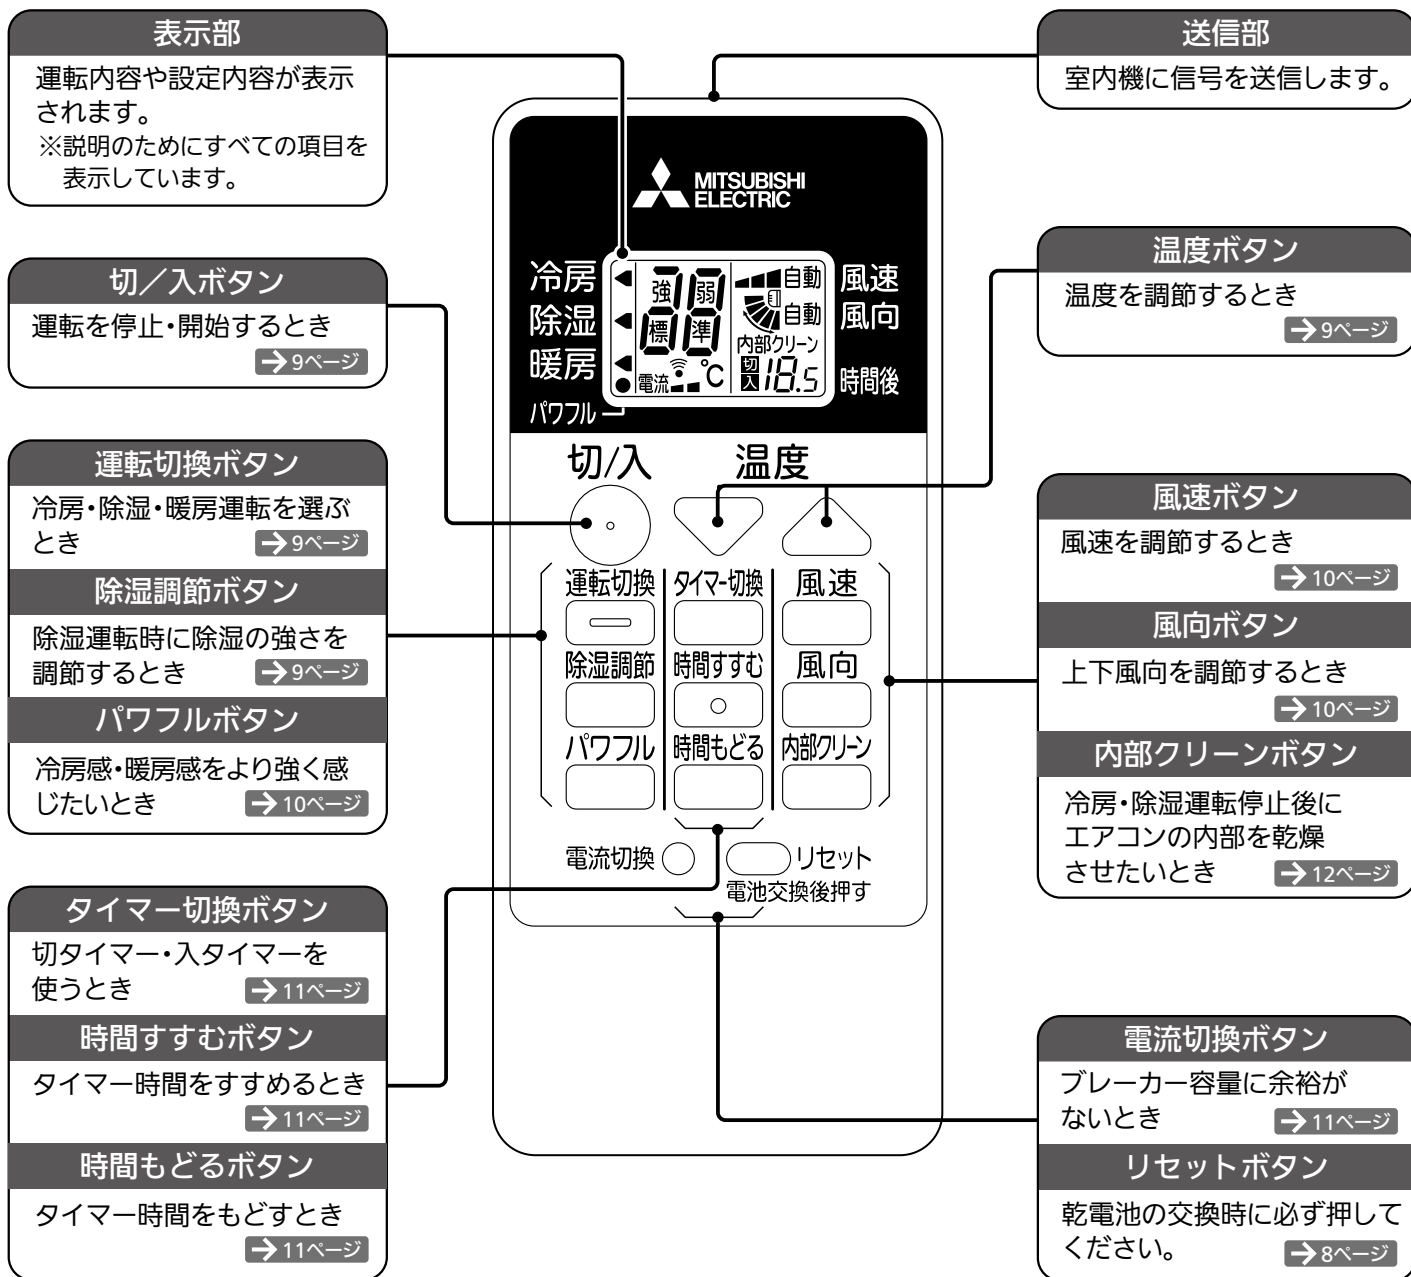 表示部
運転内容や設定内容が表示
されます。
※説明のためにすべての項目を
表示しています。
切／入ボタン
運転を停止・開始するとき
→9ページ
運転切換ボタン
冷房・除湿・暖房運転を選ぶ
とき →9ページ
除湿調節ボタン
除湿運転時に除湿の強さを
調節するとき →9ページ
パワフルボタン
冷房感・暖房感をより強く感
じたいとき →10ページ
タイマー切換ボタン
切タイマー・入タイマーを
使うとき →11ページ
時間すすむボタン
タイマー時間をすすめるとき
→11ページ
時間もどるボタン
タイマー時間をもどすとき
→11ページ
MITSUBISHI
ELECTRIC
冷房 強 弱 自動 風速
除湿 標 準 自動 風向
内部クリーン
暖房 電流 ℃ 切 入 18.5 時間後
パワフル
切/入 温度
運転切換 タイマー切換 風速
除湿調節 時間すすむ 風向
パワフル 時間もどる 内部クリーン
電流切換 リセット
電池交換後押す
送信部
室内機に信号を送信します。
温度ボタン
温度を調節するとき
→9ページ
風速ボタン
風速を調節するとき
→10ページ
風向ボタン
上下風向を調節するとき
→10ページ
内部クリーンボタン
冷房・除湿運転停止後に
エアコンの内部を乾燥
させたいとき →12ページ
電流切換ボタン
ブレーカー容量に余裕が
ないとき →11ページ
リセットボタン
乾電池の交換時に必ず押して
ください。 →8ページ